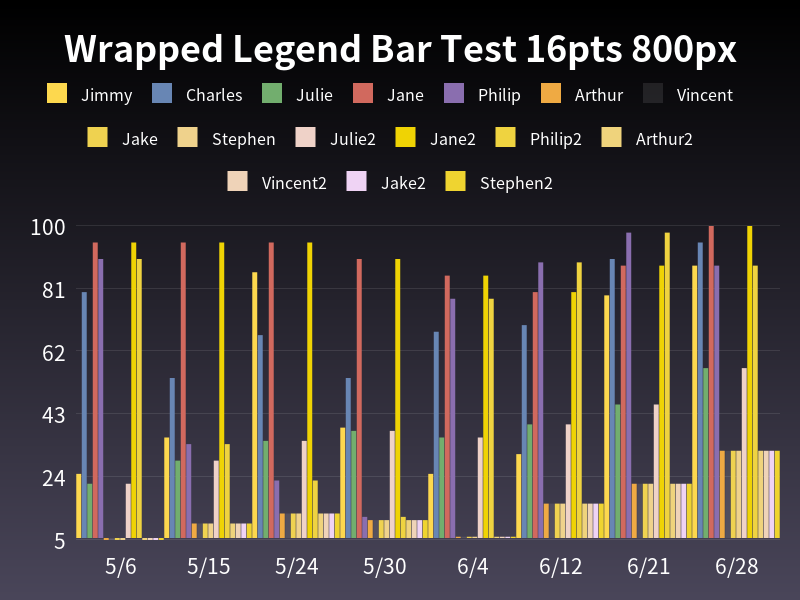 Wrapped Legend Bar Test 16pts 800px
Jimmy Charles Julie Jane Philip Arthur Vincent
Jake Stephen Julie2 Jane2 Philip2 Arthur2
Vincent2 Jake2 Stephen2
100
81
62
43
24
5
5/6 5/15 5/24 5/30 6/4 6/12 6/21 6/28